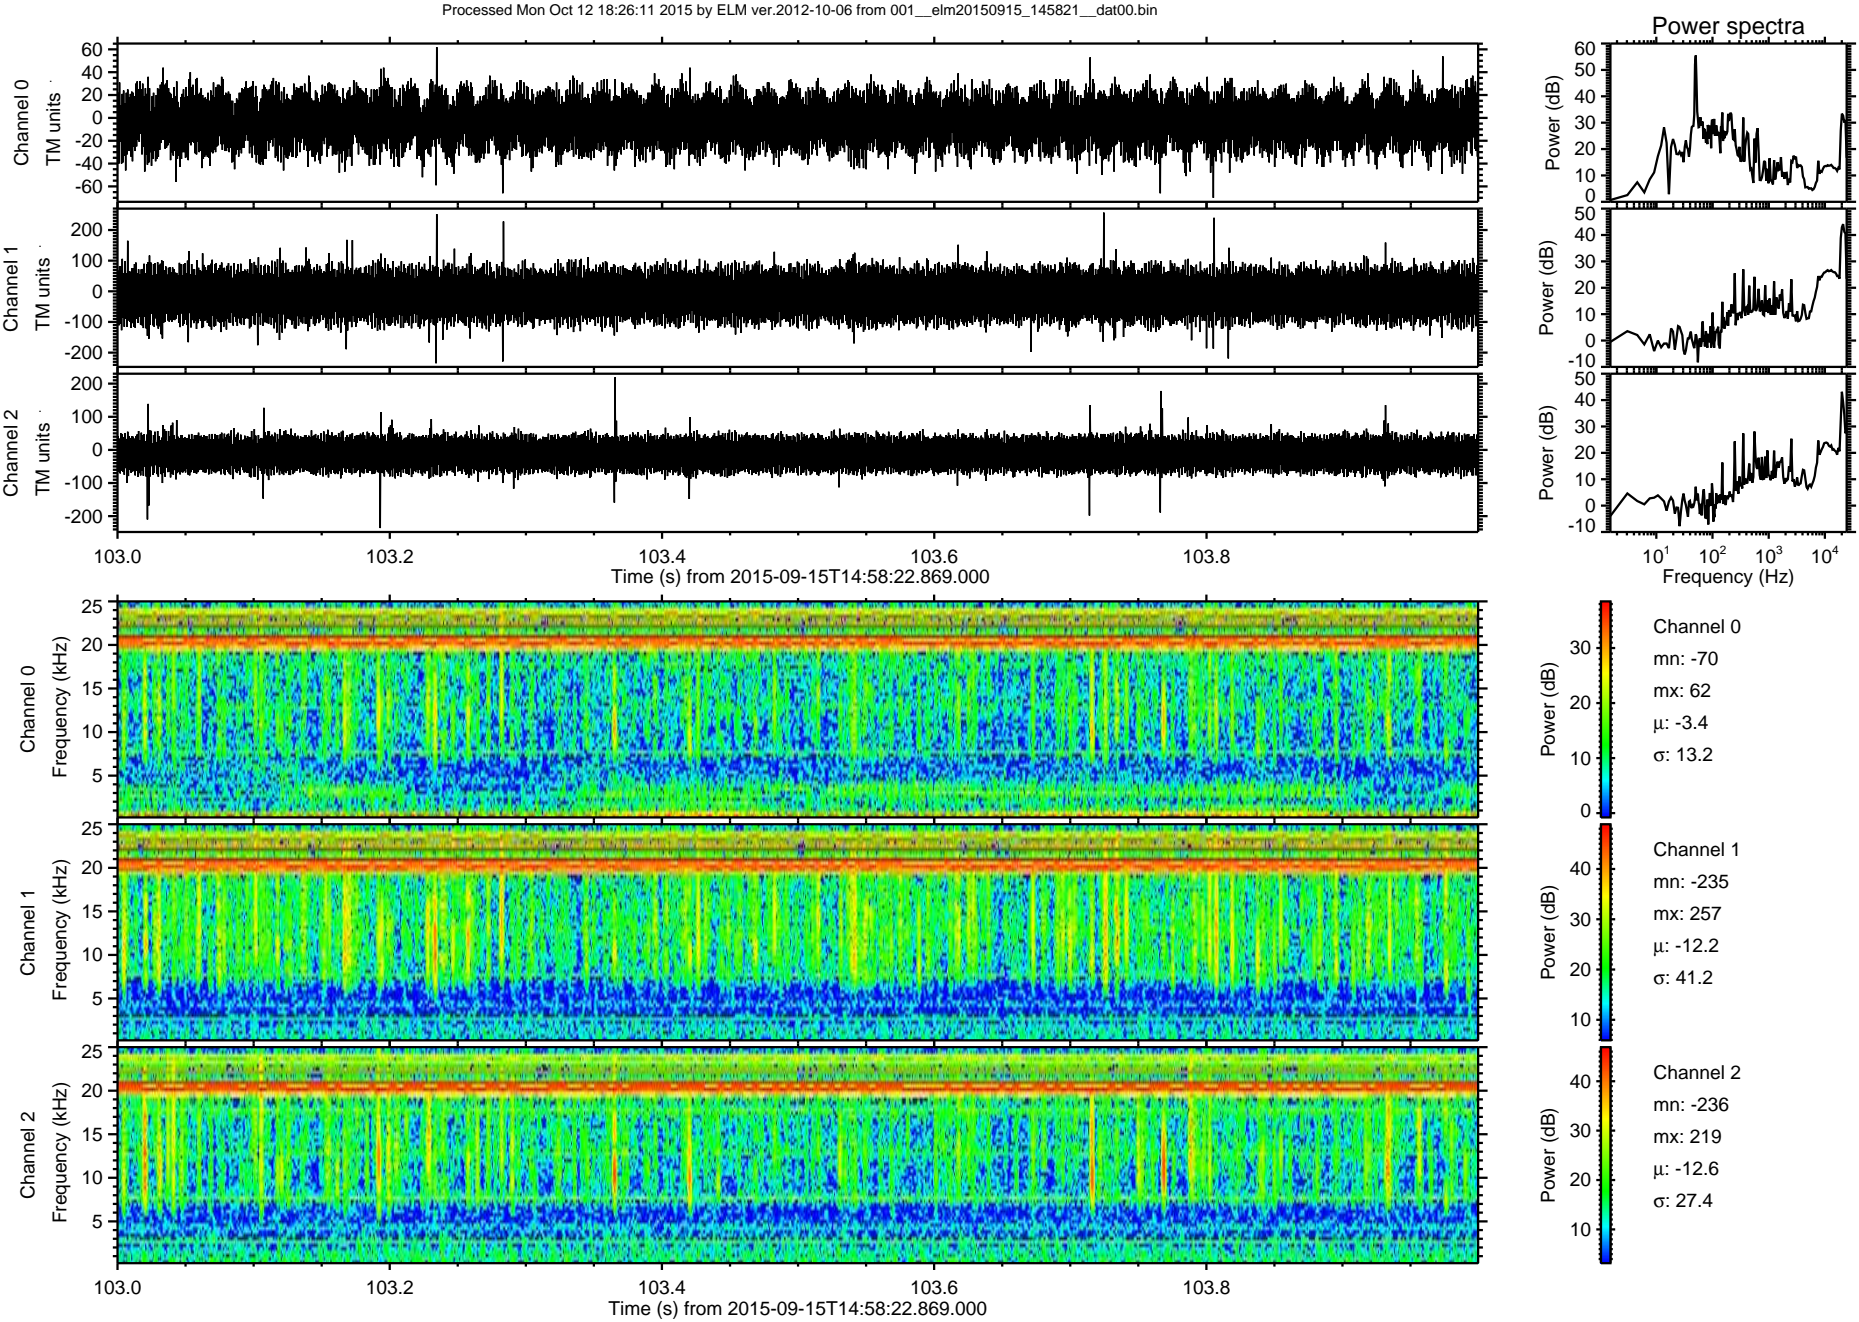 Processed Mon Oct 12 18:26:11 2015 by ELM ver.2012-10-06 from 001__elm20150915_145821__dat00.bin
Power spectra
Channel 0
TM units
60
40
20
0
-20
-40
-60
Power (dB)
60
50
40
30
20
10
0
Channel 1
TM units
200
100
0
-100
-200
Power (dB)
50
40
30
20
10
0
-10
Channel 2
TM units
200
100
0
-100
-200
Power (dB)
50
40
30
20
10
0
-10
103.0 103.2 103.4 103.6 103.8
Time (s) from 2015-09-15T14:58:22.869.000
10¹ 10² 10³ 10⁴
Frequency (Hz)
Channel 0
Frequency (kHz)
25
20
15
10
5
Power (dB)
30
20
10
0
Channel 0
mn: -70
mx: 62
μ: -3.4
σ: 13.2
Channel 1
Frequency (kHz)
25
20
15
10
5
Power (dB)
40
30
20
10
Channel 1
mn: -235
mx: 257
μ: -12.2
σ: 41.2
Channel 2
Frequency (kHz)
25
20
15
10
5
Power (dB)
40
30
20
10
Channel 2
mn: -236
mx: 219
μ: -12.6
σ: 27.4
103.0 103.2 103.4 103.6 103.8
Time (s) from 2015-09-15T14:58:22.869.000